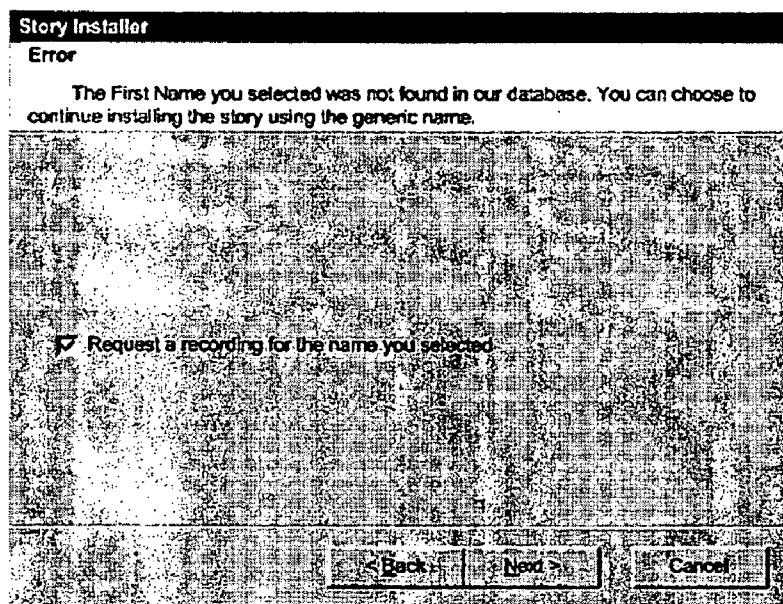 Story Installer
Error
The First Name you selected was not found in our database. You can choose to
continue installing the story using the generic name.
Request a recording for the name you selected
< Back
Next >
Cancel